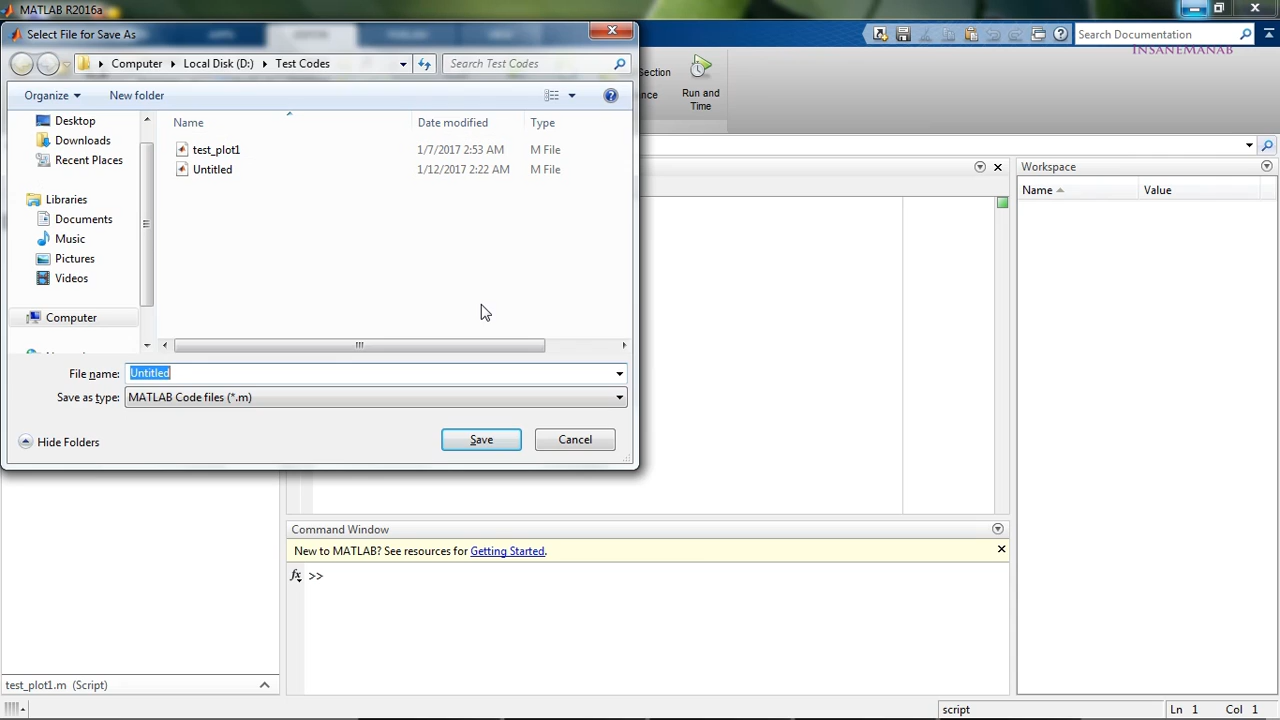 MATLAB R2016a
Select File for Save As
Computer
Local Disk (D:)
Test Codes
Search Test Codes
Search Documentation
INSANEMANAB
Section
nce
Run and
Time
Organize
New folder
Name
Date modified
Type
Desktop
Downloads
Recent Places
Libraries
Documents
Music
Pictures
Videos
Computer
test_plot1 1/7/2017 2:53 AM M File
Untitled 1/12/2017 2:22 AM M File
File name: Untitled
Save as type: MATLAB Code files (*.m)
Hide Folders
Save
Cancel
Workspace
Name
Value
Command Window
New to MATLAB? See resources for Getting Started.
fx >>
test_plot1.m (Script)
script
Ln 1
Col 1